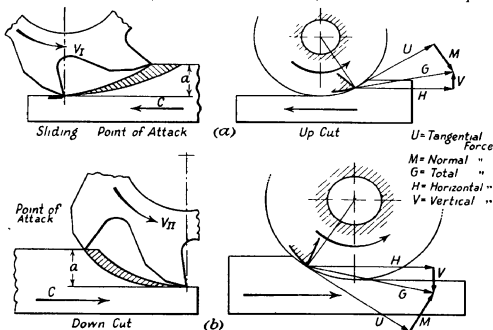 V_I
a
C
Sliding Point of Attack
(a)
U
M
G
V
H
Up Cut
U = Tangential
Force
M = Normal "
G = Total "
H = Horizontal "
V = Vertical "
Point of
Attack
V_II
a
C
Down Cut
(b)
H
V
G
U
M